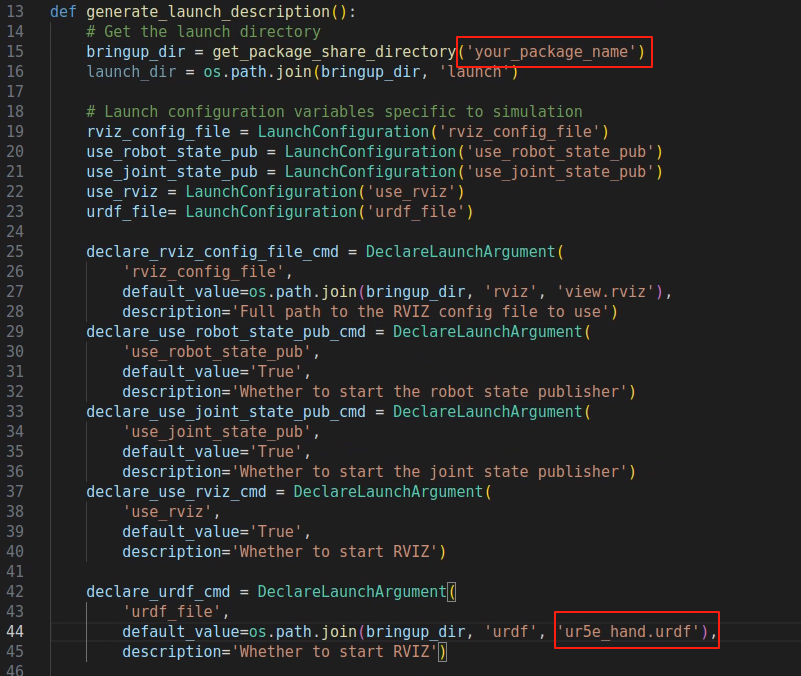 13 def generate_launch_description():
14     # Get the launch directory
15     bringup_dir = get_package_share_directory('your_package_name')
16     launch_dir = os.path.join(bringup_dir, 'launch')
17
18     # Launch configuration variables specific to simulation
19     rviz_config_file = LaunchConfiguration('rviz_config_file')
20     use_robot_state_pub = LaunchConfiguration('use_robot_state_pub')
21     use_joint_state_pub = LaunchConfiguration('use_joint_state_pub')
22     use_rviz = LaunchConfiguration('use_rviz')
23     urdf_file= LaunchConfiguration('urdf_file')
24
25     declare_rviz_config_file_cmd = DeclareLaunchArgument(
26         'rviz_config_file',
27         default_value=os.path.join(bringup_dir, 'rviz', 'view.rviz'),
28         description='Full path to the RVIZ config file to use')
29     declare_use_robot_state_pub_cmd = DeclareLaunchArgument(
30         'use_robot_state_pub',
31         default_value='True',
32         description='Whether to start the robot state publisher')
33     declare_use_joint_state_pub_cmd = DeclareLaunchArgument(
34         'use_joint_state_pub',
35         default_value='True',
36         description='Whether to start the joint state publisher')
37     declare_use_rviz_cmd = DeclareLaunchArgument(
38         'use_rviz',
39         default_value='True',
40         description='Whether to start RVIZ')
41
42     declare_urdf_cmd = DeclareLaunchArgument(
43         'urdf_file',
44         default_value=os.path.join(bringup_dir, 'urdf', 'ur5e_hand.urdf'),
45         description='Whether to start RVIZ')
46